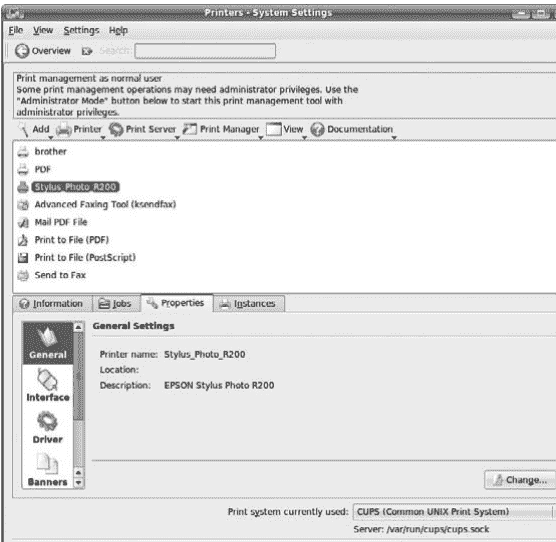 Printers - System Settings
File View Settings Help
Overview Search:
Print management as normal user
Some print management operations may need administrator privileges. Use the
"Administrator Mode" button below to start this print management tool with
administrator privileges.
Add Printer Print Server Print Manager View Documentation
brother
PDF
Stylus_Photo_R200
Advanced Faxing Tool (ksendfax)
Mail PDF File
Print to File (PDF)
Print to File (PostScript)
Send to Fax
Information Jobs Properties Instances
General Settings
General
Printer name: Stylus_Photo_R200
Location:
Description: EPSON Stylus Photo R200
Interface
Driver
Banners
Change...
Print system currently used: CUPS (Common UNIX Print System)
Server: /var/run/cups/cups.sock